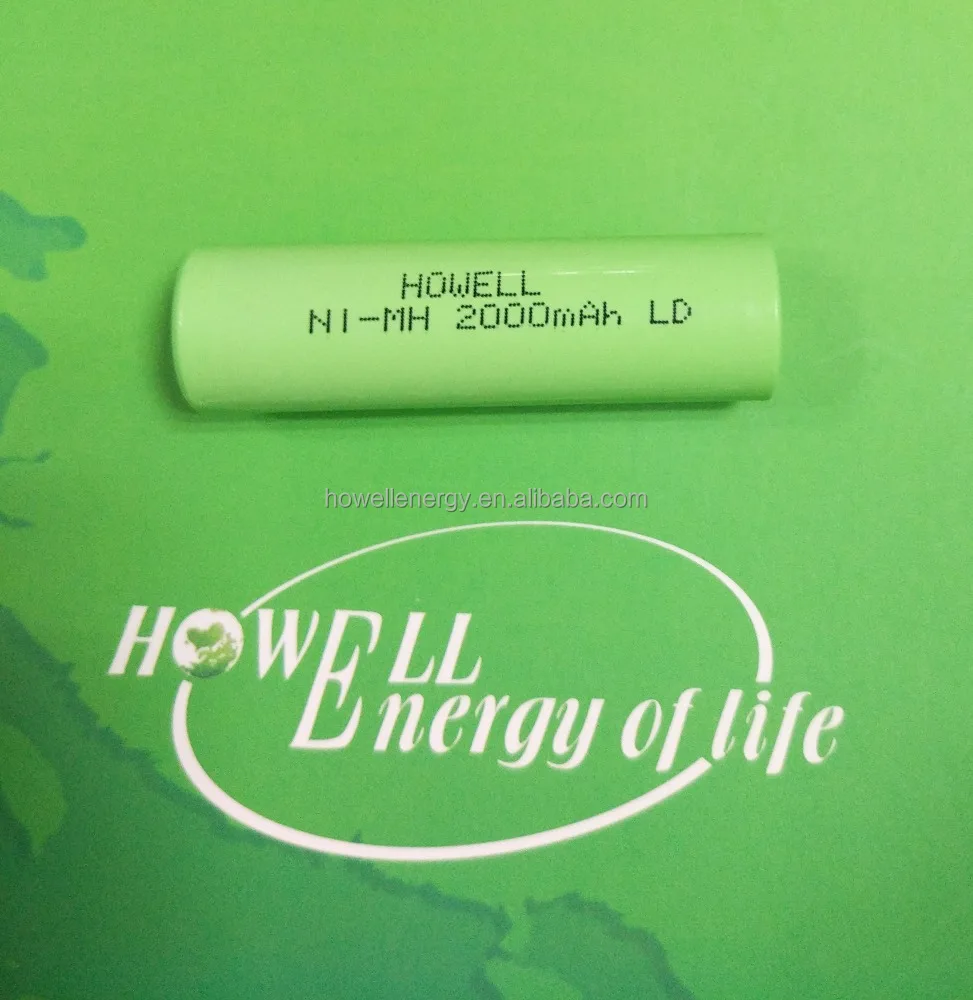 HOWELL
NI-MH 2000mAh LD
howellenergy.en.alibaba.com
HOWELL
Energy of life